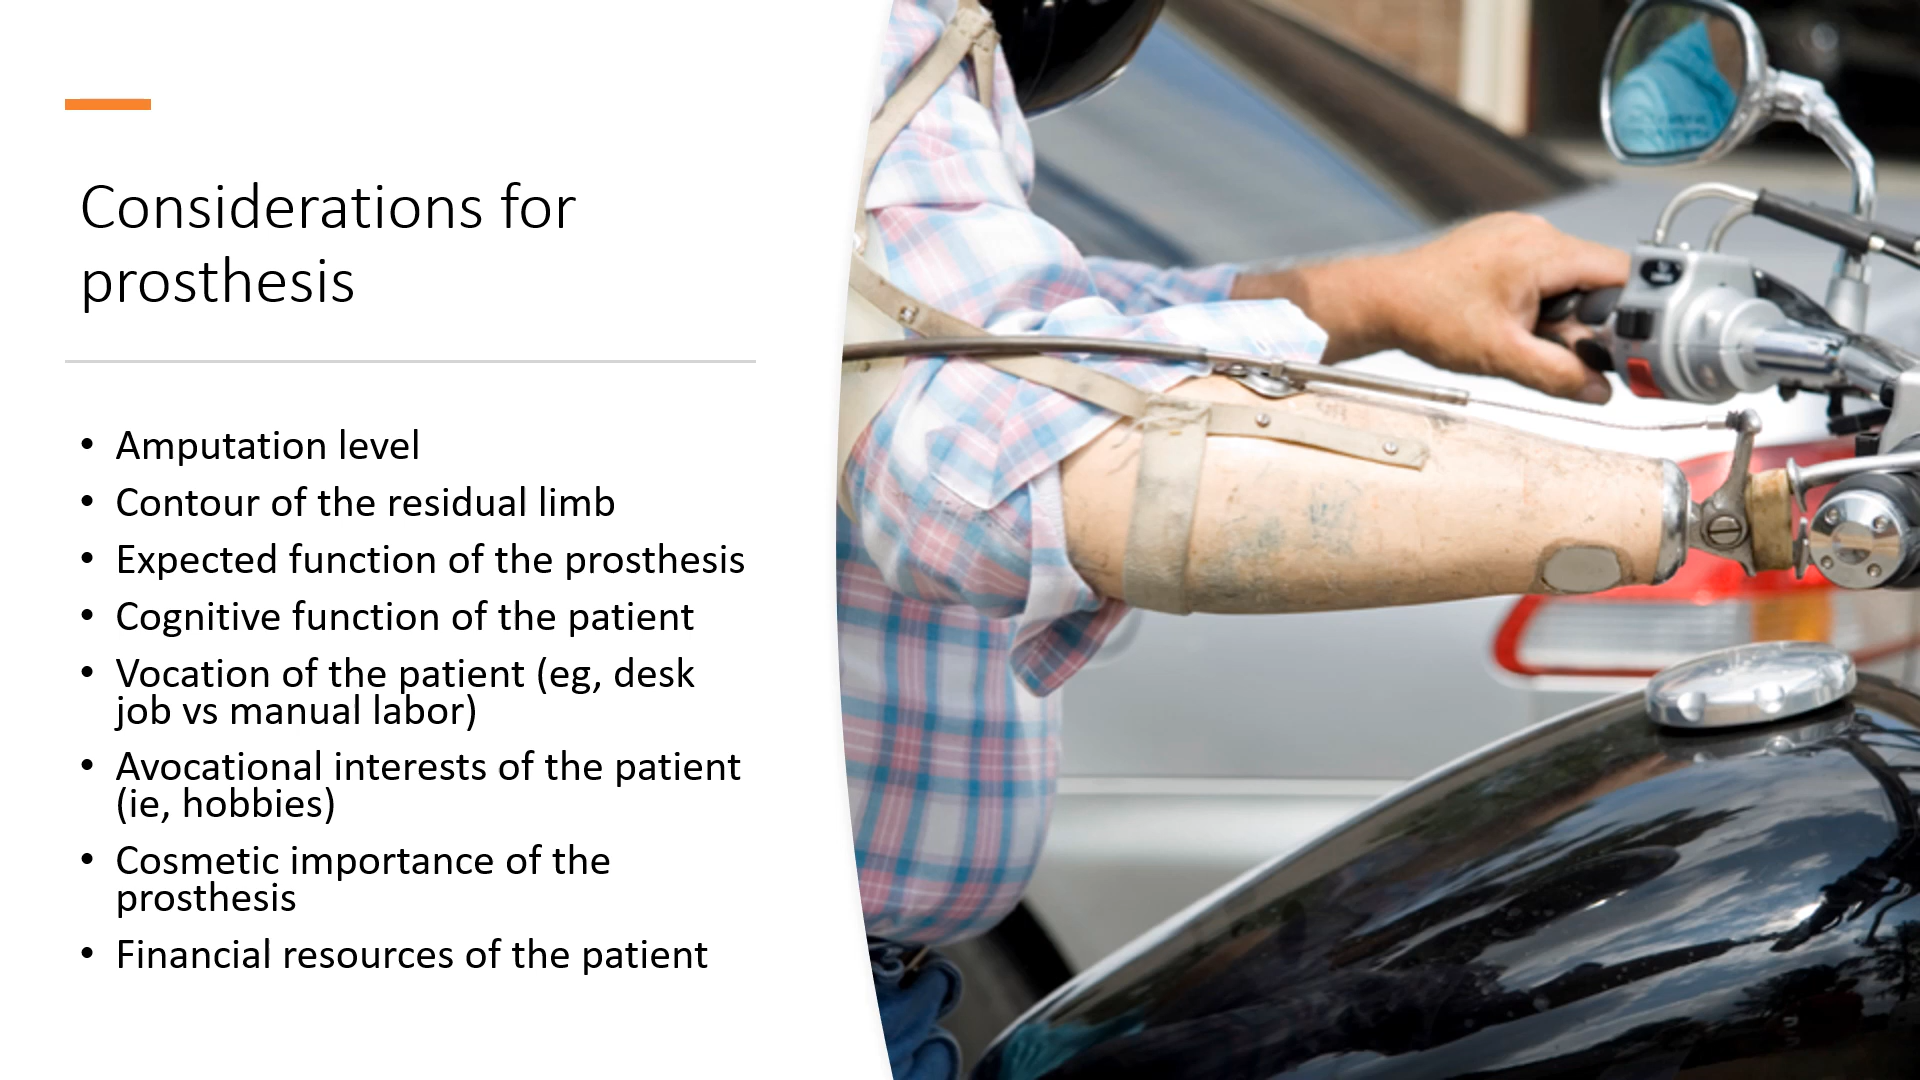 Considerations for
prosthesis
• Amputation level
• Contour of the residual limb
• Expected function of the prosthesis
• Cognitive function of the patient
• Vocation of the patient (eg, desk
job vs manual labor)
• Avocational interests of the patient
(ie, hobbies)
• Cosmetic importance of the
prosthesis
• Financial resources of the patient